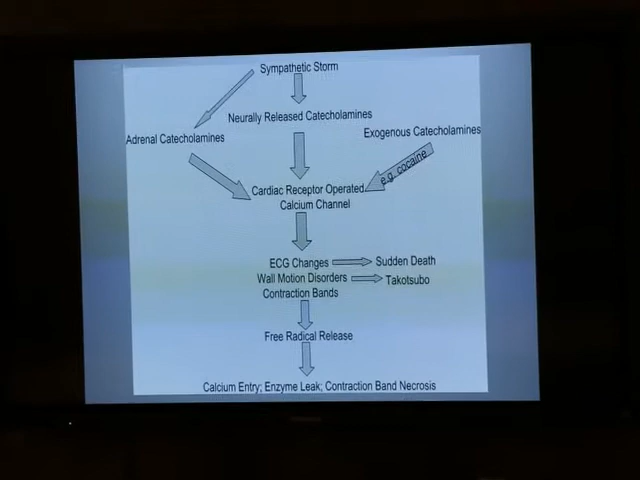 Sympathetic Storm
Neurally Released Catecholamines
Adrenal Catecholamines
Exogenous Catecholamines
e.g. cocaine
Cardiac Receptor Operated
Calcium Channel
ECG Changes
Sudden Death
Wall Motion Disorders
Takotsubo
Contraction Bands
Free Radical Release
Calcium Entry; Enzyme Leak; Contraction Band Necrosis